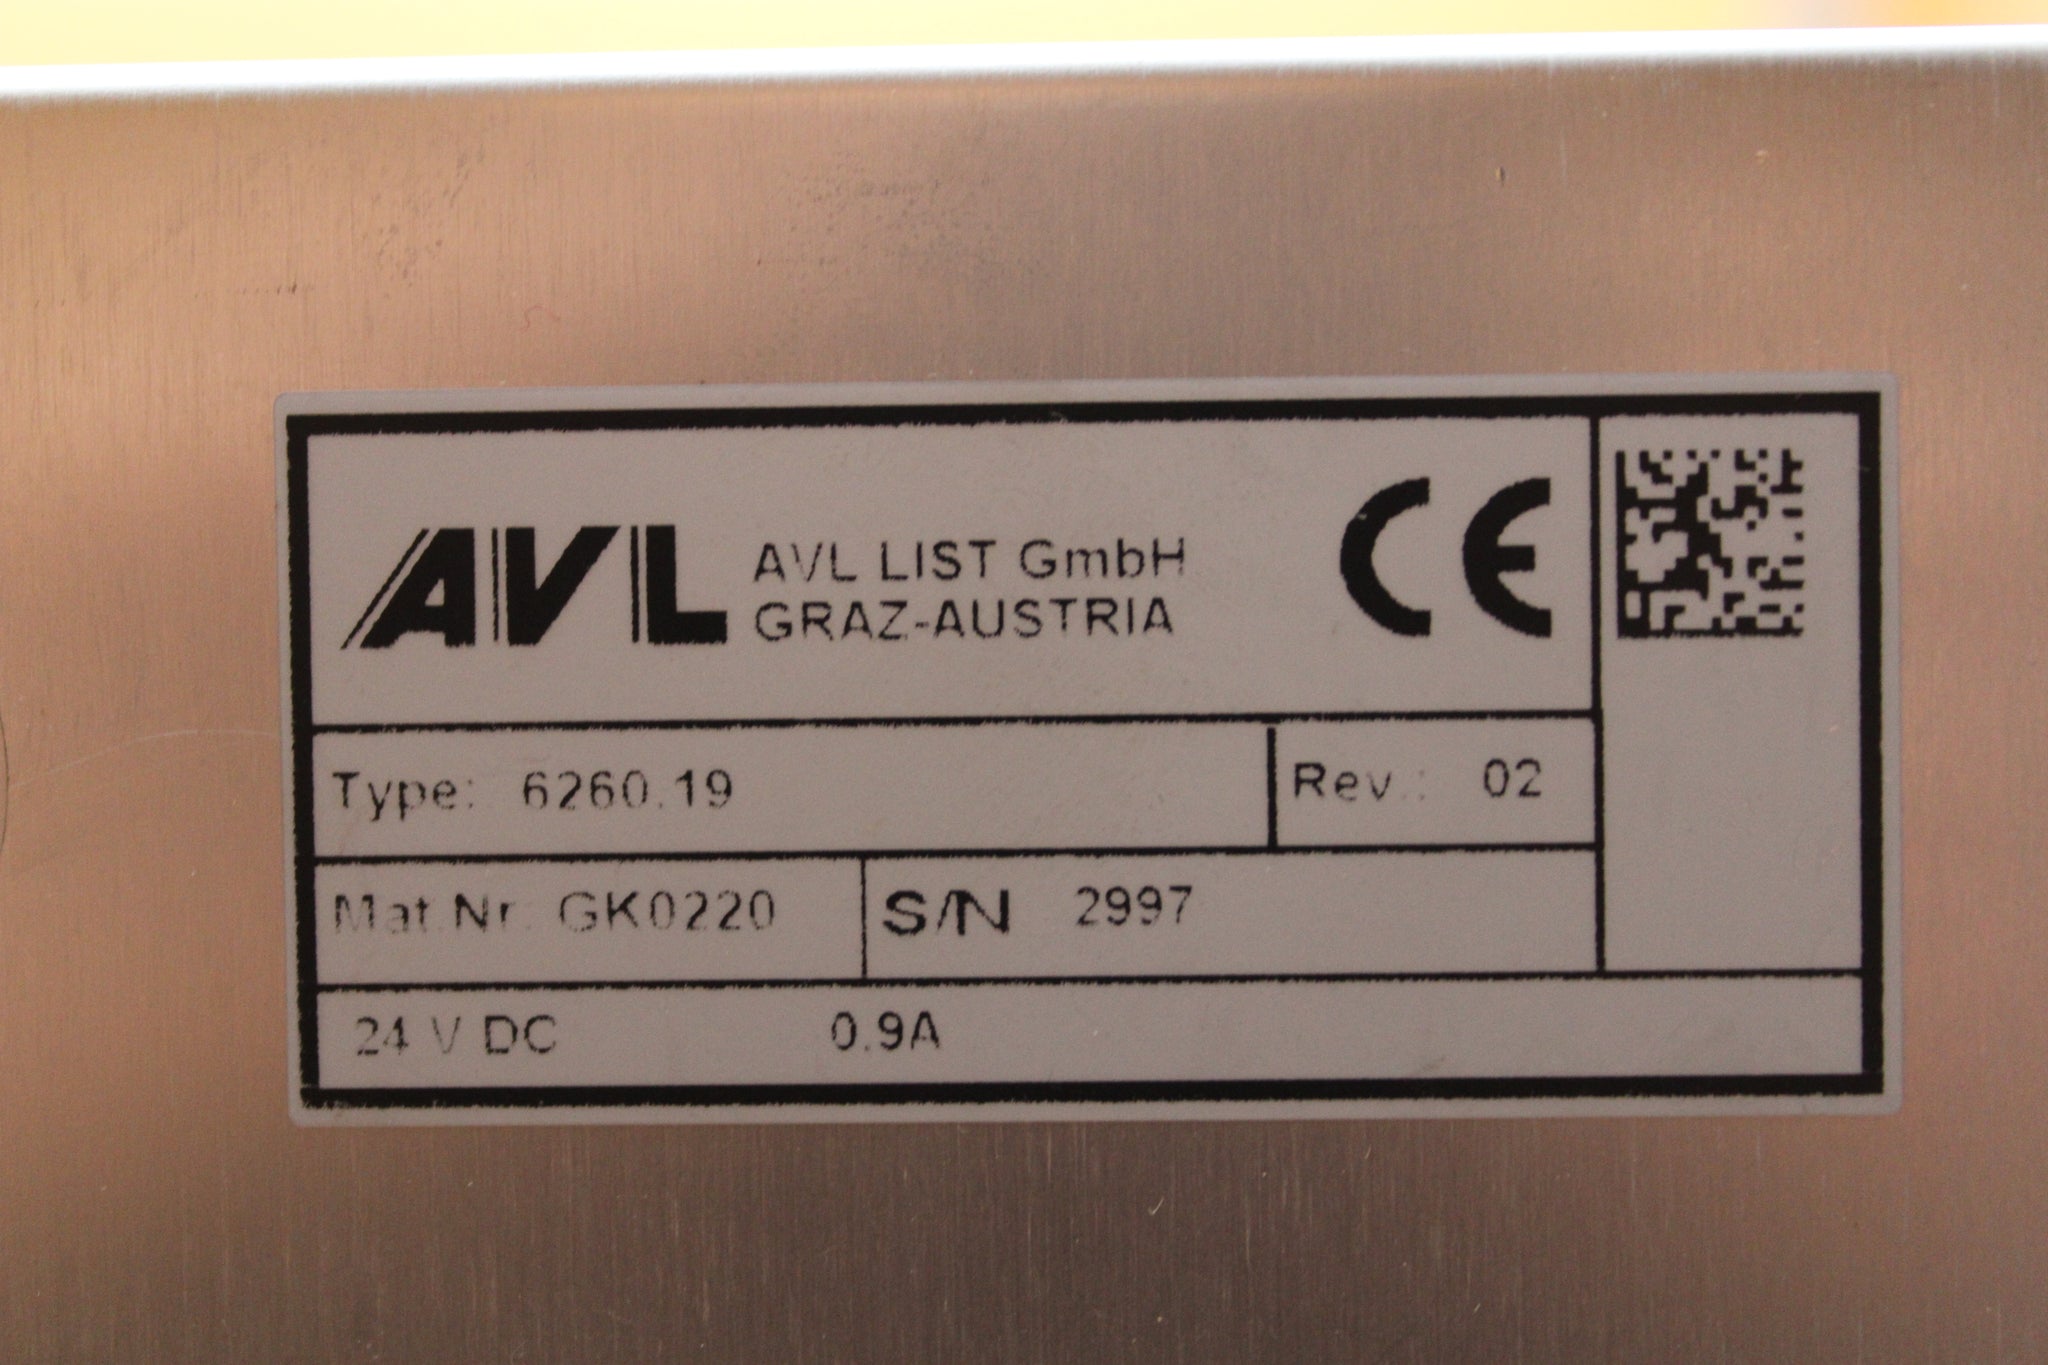 AVL
AVL LIST GmbH
GRAZ-AUSTRIA
CE
Type: 6260.19
Rev.: 02
Mat.Nr. GK0220
S/N 2997
24 V DC 0.9A